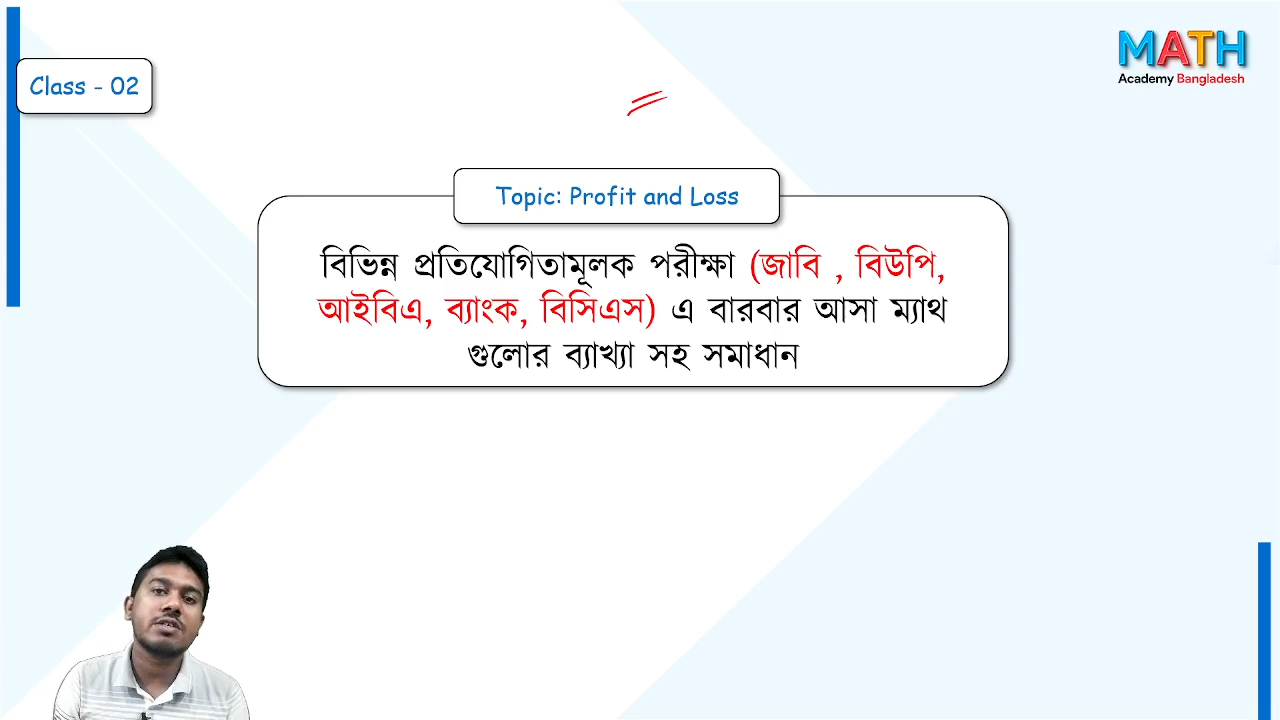 Class - 02
MATH
Academy Bangladesh
Topic: Profit and Loss
বিভিন্ন প্রতিযোগিতামূলক পরীক্ষা (জাবি , বিউপি,
আইবিএ, ব্যাংক, বিসিএস) এ বারবার আসা ম্যাথ
গুলোর ব্যাখ্যা সহ সমাধান